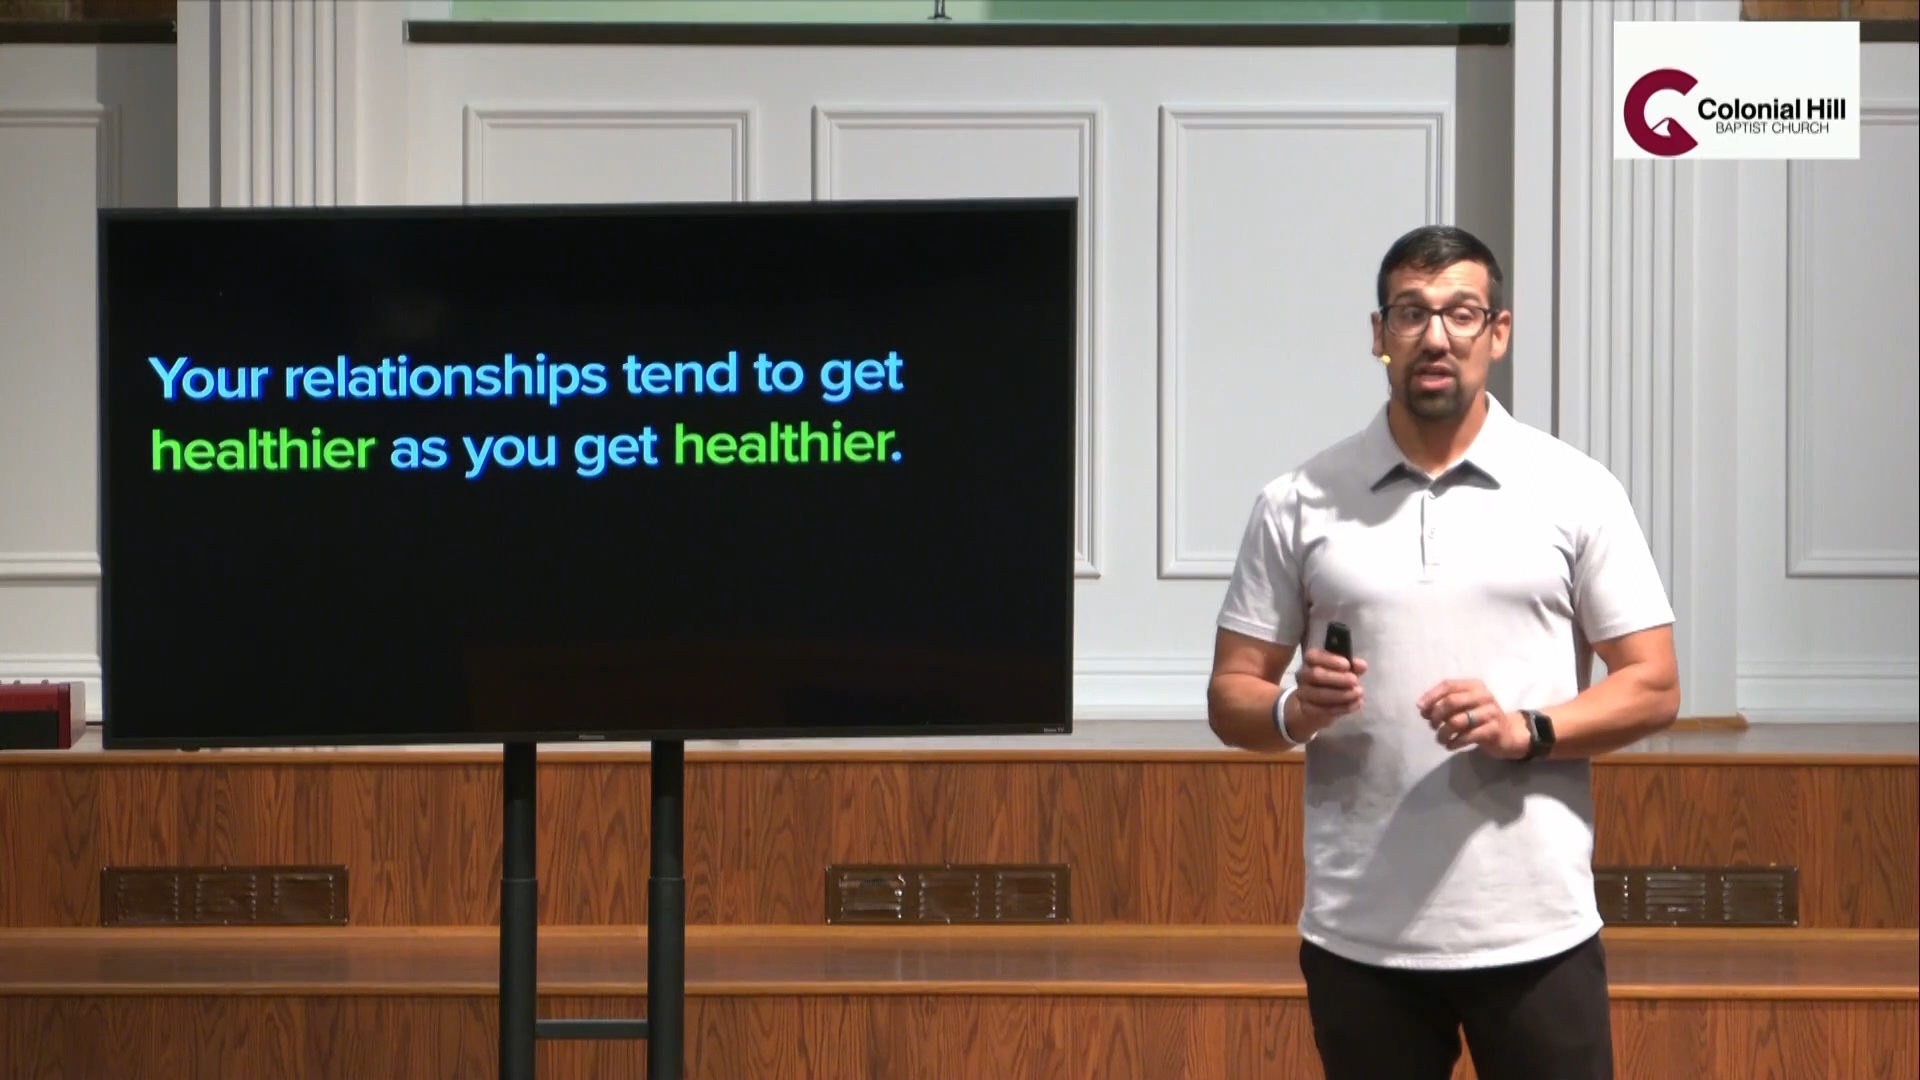 Colonial Hill
BAPTIST CHURCH
Your relationships tend to get
healthier as you get healthier.